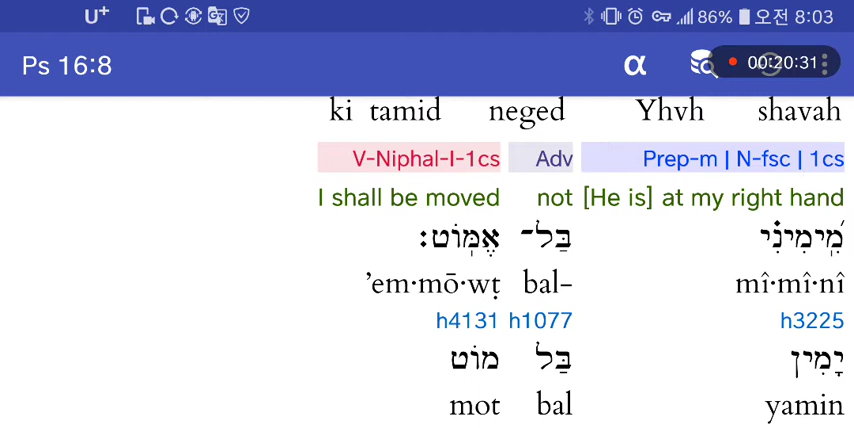 U+ 86% 오전 8:03
Ps 16:8 α 00:20:31
ki tamid neged Yhvh shavah
V-Niphal-I-1cs Adv Prep-m | N-fsc | 1cs
I shall be moved not [He is] at my right hand
מִ֝ימִינִ֗י בַּל־ אֶמּֽוֹט׃
’em·mō·wṭ bal- mî·mî·nî
h4131 h1077 h3225
יָמִין בַּל מוֹט
mot bal yamin